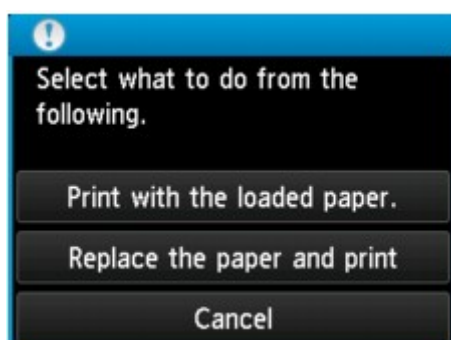 Select what to do from the
following.
Print with the loaded paper.
Replace the paper and print
Cancel